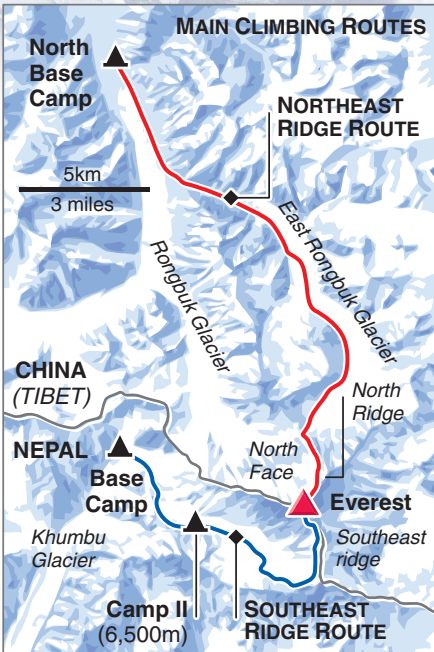 MAIN CLIMBING ROUTES
North
Base
Camp
NORTHEAST
RIDGE ROUTE
5km
3 miles
East Rongbuk Glacier
Rongbuk Glacier
CHINA
(TIBET)
North
Ridge
NEPAL
North
Face
Base
Camp
Everest
Khumbu
Glacier
Southeast
ridge
Camp II
(6,500m)
SOUTHEAST
RIDGE ROUTE